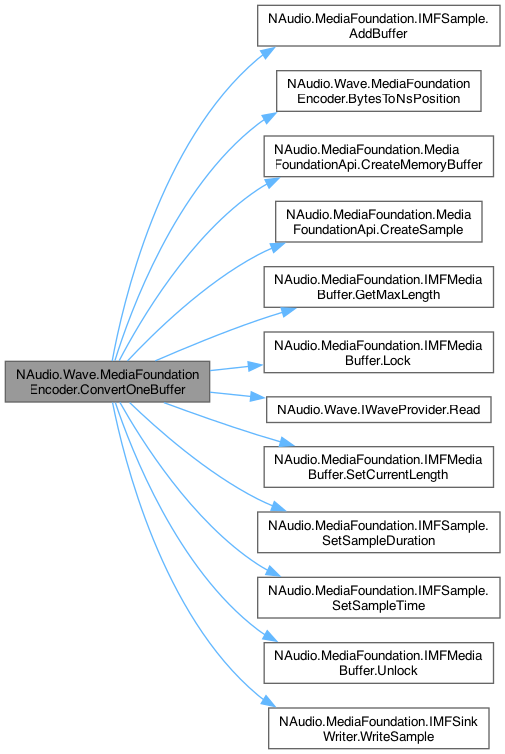 NAudio.MediaFoundation.IMFSample.
AddBuffer
NAudio.Wave.MediaFoundation
Encoder.BytesToNsPosition
NAudio.MediaFoundation.Media
FoundationApi.CreateMemoryBuffer
NAudio.MediaFoundation.Media
FoundationApi.CreateSample
NAudio.MediaFoundation.IMFMedia
Buffer.GetMaxLength
NAudio.MediaFoundation.IMFMedia
Buffer.Lock
NAudio.Wave.MediaFoundation
Encoder.ConvertOneBuffer
NAudio.Wave.IWaveProvider.Read
NAudio.MediaFoundation.IMFMedia
Buffer.SetCurrentLength
NAudio.MediaFoundation.IMFSample.
SetSampleDuration
NAudio.MediaFoundation.IMFSample.
SetSampleTime
NAudio.MediaFoundation.IMFMedia
Buffer.Unlock
NAudio.MediaFoundation.IMFSink
Writer.WriteSample